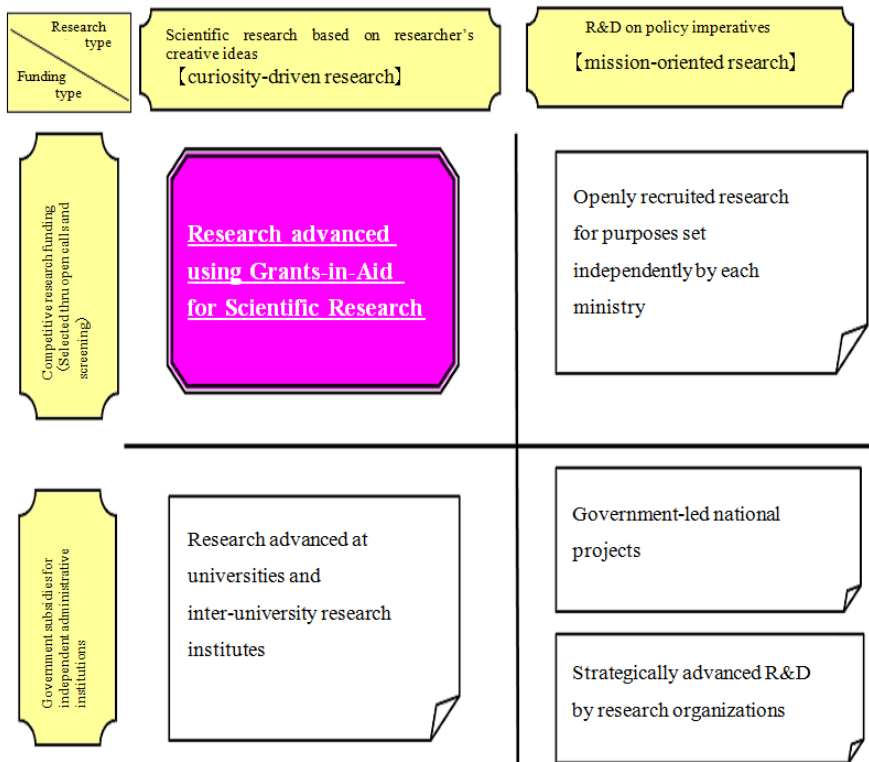 Research
type
Funding
type
Scientific research based on researcher's
creative ideas
【curiosity-driven research】
R&D on policy imperatives
【mission-oriented rsearch】
Competitive research funding
(Selected thru open calls and
screening)
Research advanced
using Grants-in-Aid
for Scientific Research
Openly recruited research
for purposes set
independently by each
ministry
Government subsidies for
independent administrative
institutions
Research advanced at
universities and
inter-university research
institutes
Government-led national
projects
Strategically advanced R&D
by research organizations